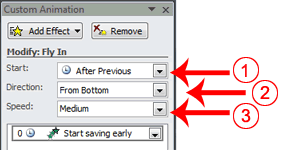 Custom Animation
Add Effect Remove
Modify: Fly In
Start: After Previous 1
Direction: From Bottom 2
Speed: Medium 3
0 Start saving early